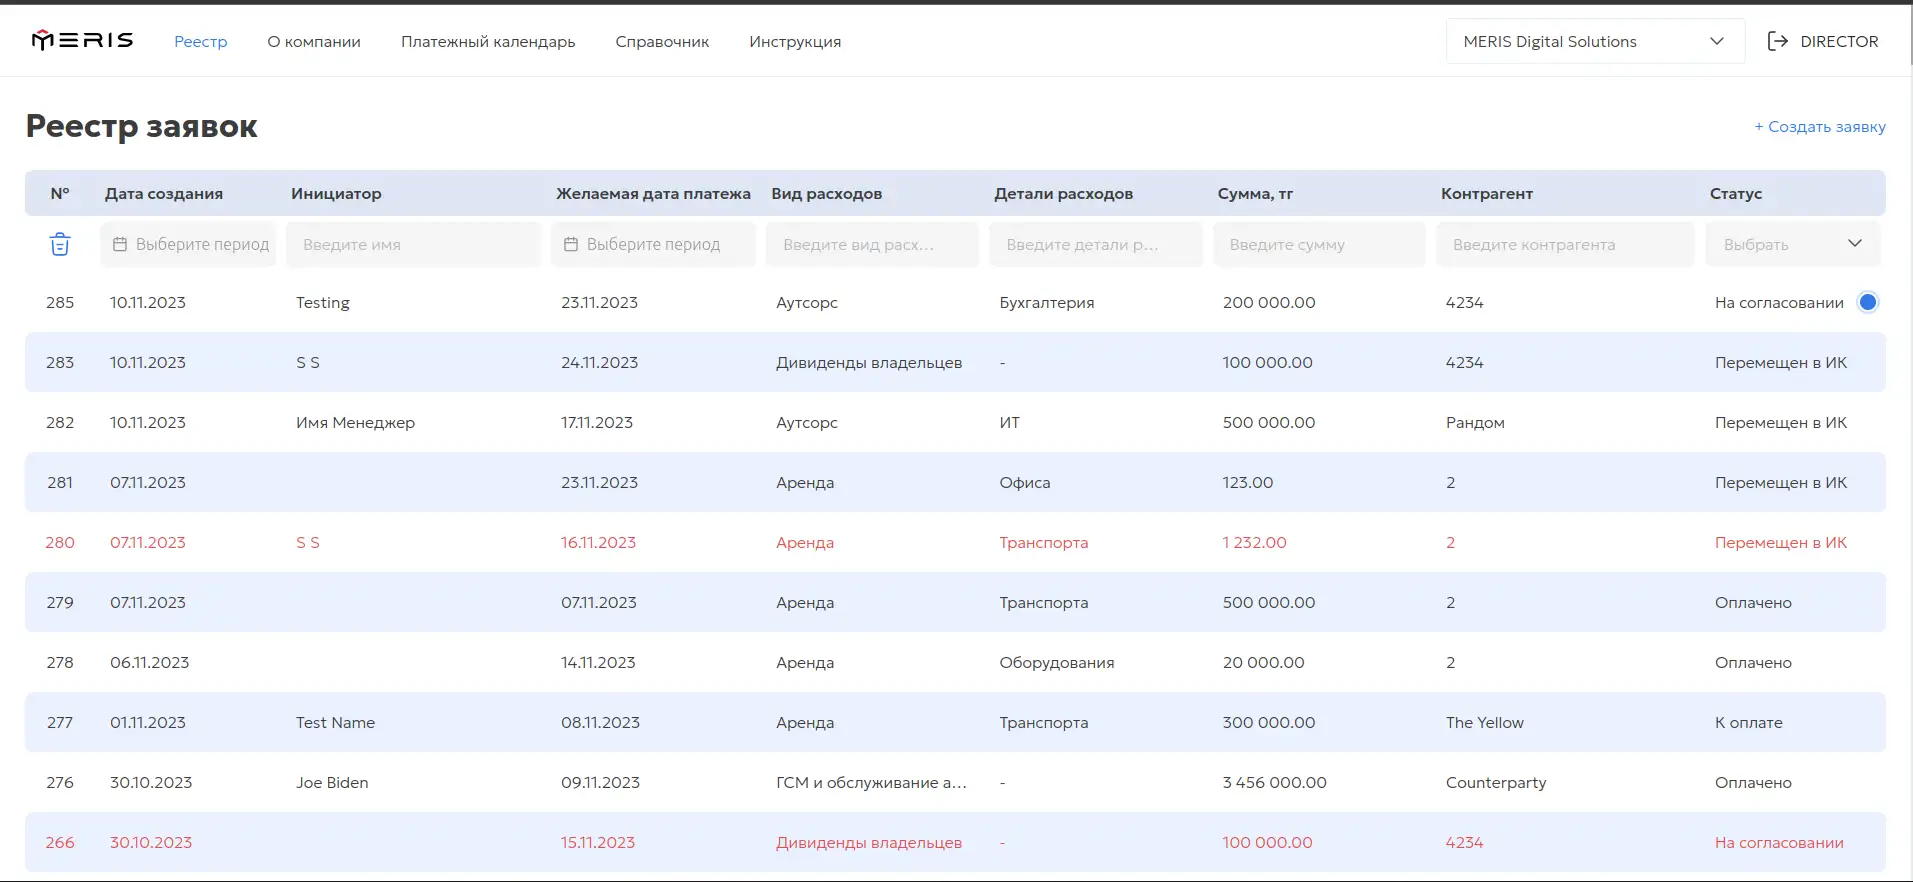 MERIS Реестр О компании Платежный календарь Справочник Инструкция MERIS Digital Solutions DIRECTOR
Реестр заявок + Создать заявку
№ Дата создания Инициатор Желаемая дата платежа Вид расходов Детали расходов Сумма, тг Контрагент Статус
Выберите период Введите имя Выберите период Введите вид расх... Введите детали р... Введите сумму Введите контрагента Выбрать
285 10.11.2023 Testing 23.11.2023 Аутсорс Бухгалтерия 200 000.00 4234 На согласовании
283 10.11.2023 S S 24.11.2023 Дивиденды владельцев - 100 000.00 4234 Перемещен в ИК
282 10.11.2023 Имя Менеджер 17.11.2023 Аутсорс ИТ 500 000.00 Рандом Перемещен в ИК
281 07.11.2023 23.11.2023 Аренда Офиса 123.00 2 Перемещен в ИК
280 07.11.2023 S S 16.11.2023 Аренда Транспорта 1 232.00 2 Перемещен в ИК
279 07.11.2023 07.11.2023 Аренда Транспорта 500 000.00 2 Оплачено
278 06.11.2023 14.11.2023 Аренда Оборудования 20 000.00 2 Оплачено
277 01.11.2023 Test Name 08.11.2023 Аренда Транспорта 300 000.00 The Yellow К оплате
276 30.10.2023 Joe Biden 09.11.2023 ГСМ и обслуживание а... - 3 456 000.00 Counterparty Оплачено
266 30.10.2023 15.11.2023 Дивиденды владельцев - 100 000.00 4234 На согласовании